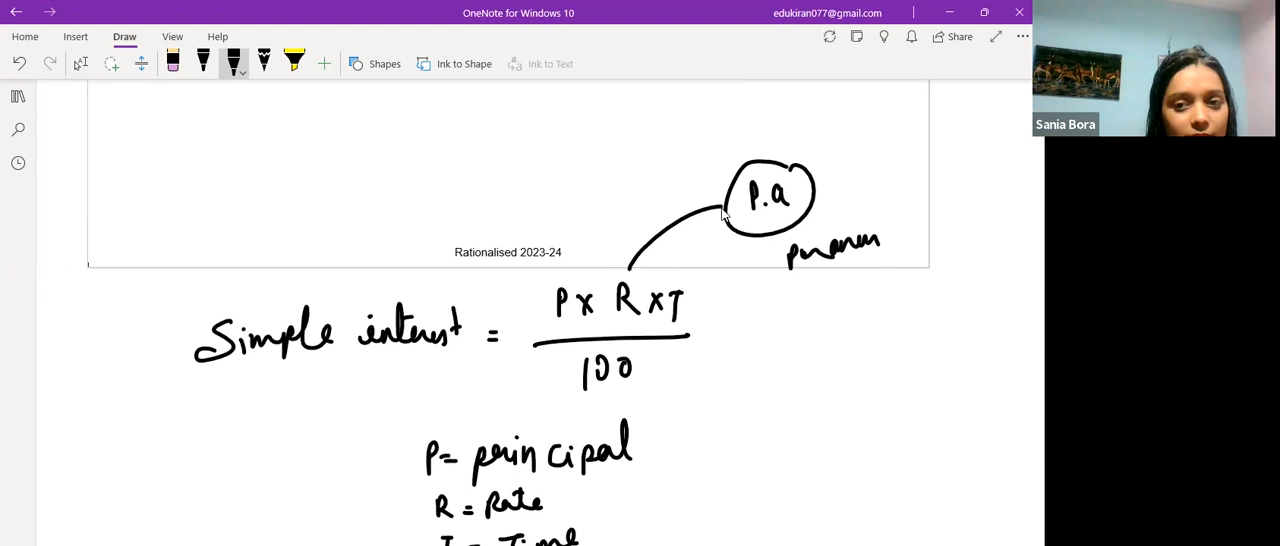 OneNote for Windows 10
edukiran077@gmail.com
Home Insert Draw View Help
Share
Shapes Ink to Shape Ink to Text
Sania Bora
P.a
Rationalised 2023-24
Simple interest = P x R x T
100
P= principal
R = Rate
T = Time